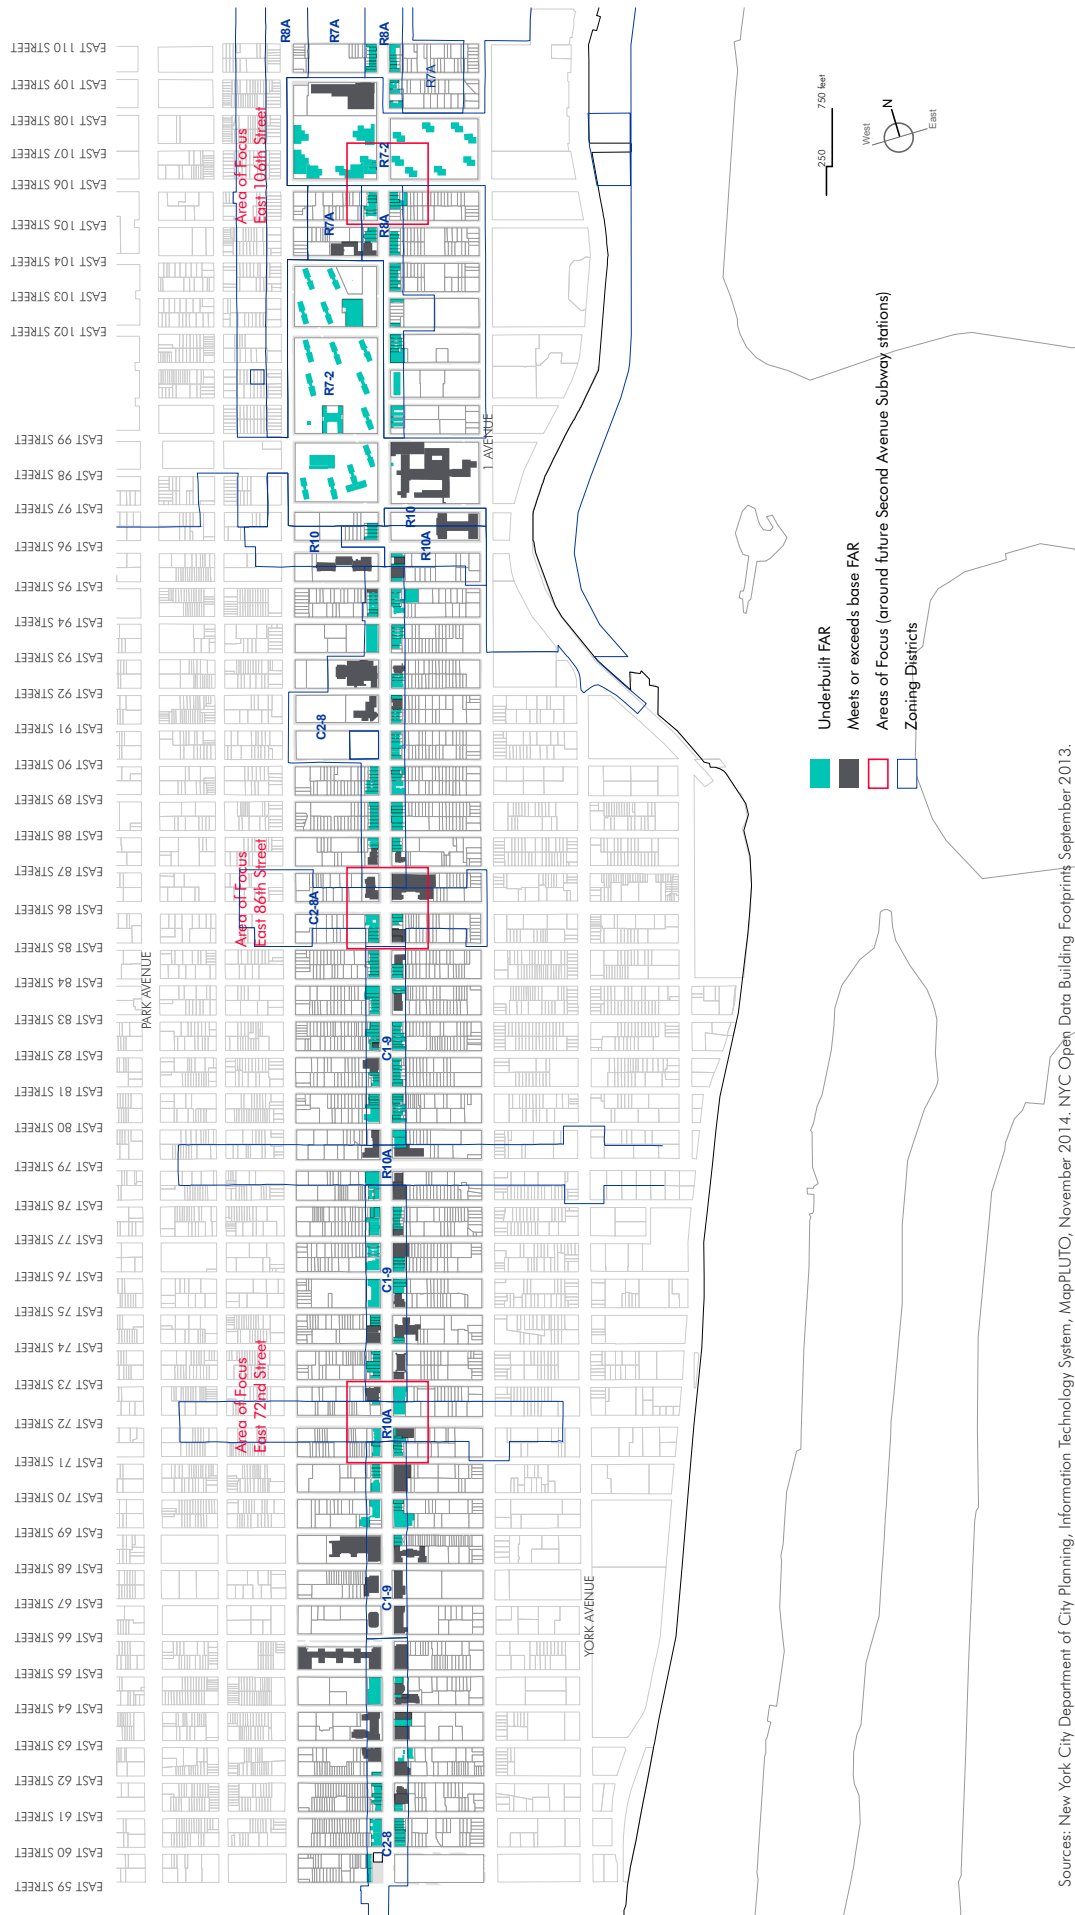 EAST 110 STREET
EAST 109 STREET
EAST 108 STREET
EAST 107 STREET
EAST 106 STREET
EAST 105 STREET
EAST 104 STREET
EAST 103 STREET
EAST 102 STREET
EAST 99 STREET
EAST 98 STREET
EAST 97 STREET
EAST 96 STREET
EAST 95 STREET
EAST 94 STREET
EAST 93 STREET
EAST 92 STREET
EAST 91 STREET
EAST 90 STREET
EAST 89 STREET
EAST 88 STREET
EAST 87 STREET
EAST 86 STREET
EAST 85 STREET
EAST 84 STREET
EAST 83 STREET
EAST 82 STREET
EAST 81 STREET
EAST 80 STREET
EAST 79 STREET
EAST 78 STREET
EAST 77 STREET
EAST 76 STREET
EAST 75 STREET
EAST 74 STREET
EAST 73 STREET
EAST 72 STREET
EAST 71 STREET
EAST 70 STREET
EAST 69 STREET
EAST 68 STREET
EAST 67 STREET
EAST 66 STREET
EAST 65 STREET
EAST 64 STREET
EAST 63 STREET
EAST 62 STREET
EAST 61 STREET
EAST 60 STREET
EAST 59 STREET
PARK AVENUE
1 AVENUE
YORK AVENUE
Area of Focus
East 106th Street
Area of Focus
East 86th Street
Area of Focus
East 72nd Street
R8A
R7A
R8A
R7A
R7-2
R7A
R8A
R7-2
R10
R10
R10A
C2-8
C2-8A
C1-9
R10A
C1-9
R10A
C1-9
C2-8
250
750 feet
West
N
East
Underbuilt FAR
Meets or exceeds base FAR
Areas of Focus (around future Second Avenue Subway stations)
Zoning Districts
Sources: New York City Department of City Planning, Information Technology System, MapPLUTO, November 2014. NYC Open Data Building Footprints September 2013.